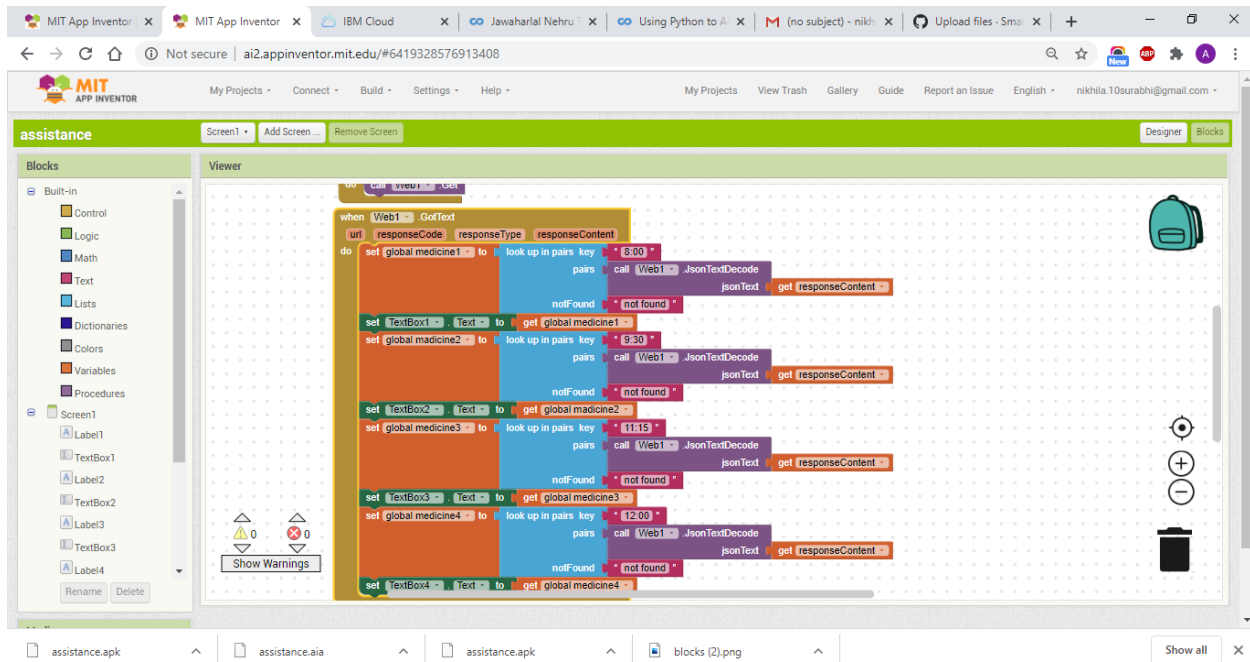 MIT App Inventor
MIT App Inventor
IBM Cloud
Jawaharlal Nehru T
Using Python to A
(no subject) - nikh
Upload files · Sma
Not secure | ai2.appinventor.mit.edu/#6419328576913408
ABP
A
New
MIT
APP INVENTOR
My Projects Connect Build Settings Help
My Projects View Trash Gallery Guide Report an Issue English nikhila.10surabhi@gmail.com
assistance
Screen1 Add Screen ... Remove Screen
Designer Blocks
Blocks
Viewer
Built-in
Control
Logic
Math
Text
Lists
Dictionaries
Colors
Variables
Procedures
Screen1
Label1
TextBox1
Label2
TextBox2
Label3
TextBox3
Label4
Rename Delete
do call Web1 .Get
when Web1 .GotText
url responseCode responseType responseContent
do set global medicine1 to look up in pairs key " 8:00 "
pairs call Web1 .JsonTextDecode
jsonText get responseContent
notFound " not found "
set TextBox1 . Text to get global medicine1
set global madicine2 to look up in pairs key " 9:30 "
pairs call Web1 .JsonTextDecode
jsonText get responseContent
notFound " not found "
set TextBox2 . Text to get global madicine2
set global medicine3 to look up in pairs key " 11:15 "
pairs call Web1 .JsonTextDecode
jsonText get responseContent
notFound " not found "
set TextBox3 . Text to get global medicine3
set global medicine4 to look up in pairs key " 12:00 "
pairs call Web1 .JsonTextDecode
jsonText get responseContent
notFound " not found "
set TextBox4 . Text to get global medicine4
0 0
Show Warnings
assistance.apk
assistance.aia
assistance.apk
blocks (2).png
Show all